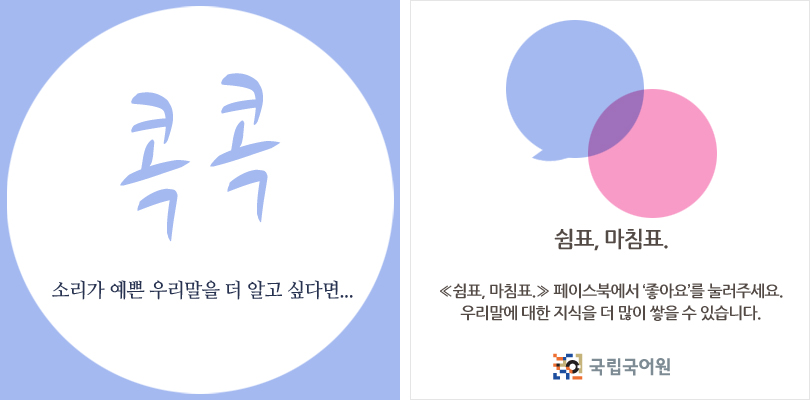 콕콕
소리가 예쁜 우리말을 더 알고 싶다면...
쉼표, 마침표.
≪쉼표, 마침표.≫ 페이스북에서 '좋아요'를 눌러주세요.
우리말에 대한 지식을 더 많이 쌓을 수 있습니다.
국립국어원